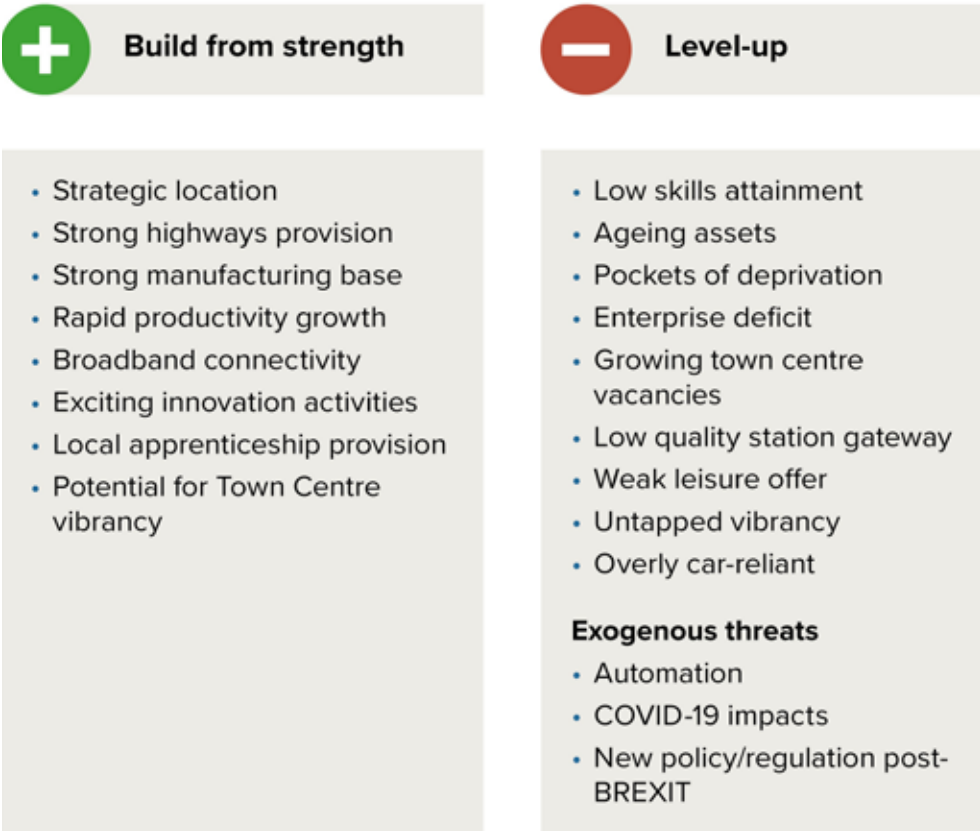 Build from strength
• Strategic location
• Strong highways provision
• Strong manufacturing base
• Rapid productivity growth
• Broadband connectivity
• Exciting innovation activities
• Local apprenticeship provision
• Potential for Town Centre
vibrancy
Level-up
• Low skills attainment
• Ageing assets
• Pockets of deprivation
• Enterprise deficit
• Growing town centre
vacancies
• Low quality station gateway
• Weak leisure offer
• Untapped vibrancy
• Overly car-reliant
Exogenous threats
• Automation
• COVID-19 impacts
• New policy/regulation post-
BREXIT